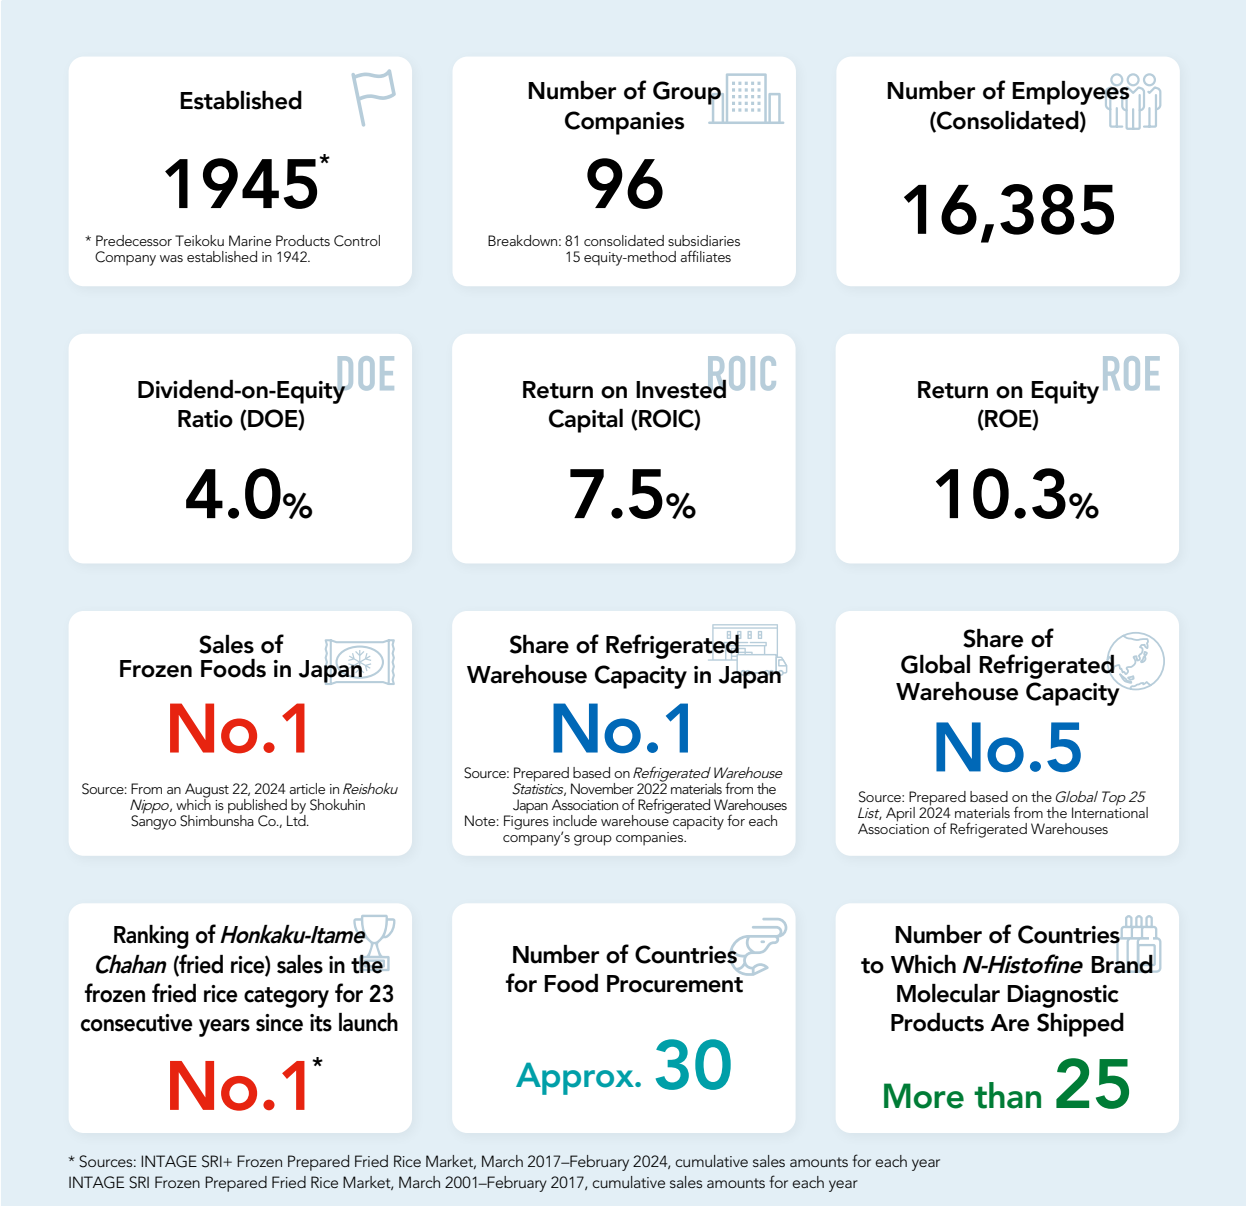 Established
1945*
* Predecessor Teikoku Marine Products Control
Company was established in 1942.
Number of Group
Companies
96
Breakdown: 81 consolidated subsidiaries
15 equity-method affiliates
Number of Employees
(Consolidated)
16,385
DOE
Dividend-on-Equity
Ratio (DOE)
4.0%
ROIC
Return on Invested
Capital (ROIC)
7.5%
ROE
Return on Equity
(ROE)
10.3%
Sales of
Frozen Foods in Japan
No.1
Source: From an August 22, 2024 article in Reishoku
Nippo, which is published by Shokuhin
Sangyo Shimbunsha Co., Ltd.
Share of Refrigerated
Warehouse Capacity in Japan
No.1
Source: Prepared based on Refrigerated Warehouse
Statistics, November 2022 materials from the
Japan Association of Refrigerated Warehouses
Note: Figures include warehouse capacity for each
company's group companies.
Share of
Global Refrigerated
Warehouse Capacity
No.5
Source: Prepared based on the Global Top 25
List, April 2024 materials from the International
Association of Refrigerated Warehouses
Ranking of Honkaku-Itame
Chahan (fried rice) sales in the
frozen fried rice category for 23
consecutive years since its launch
No.1*
Number of Countries
for Food Procurement
Approx. 30
Number of Countries
to Which N-Histofine Brand
Molecular Diagnostic
Products Are Shipped
More than 25
* Sources: INTAGE SRI+ Frozen Prepared Fried Rice Market, March 2017–February 2024, cumulative sales amounts for each year
INTAGE SRI Frozen Prepared Fried Rice Market, March 2001–February 2017, cumulative sales amounts for each year